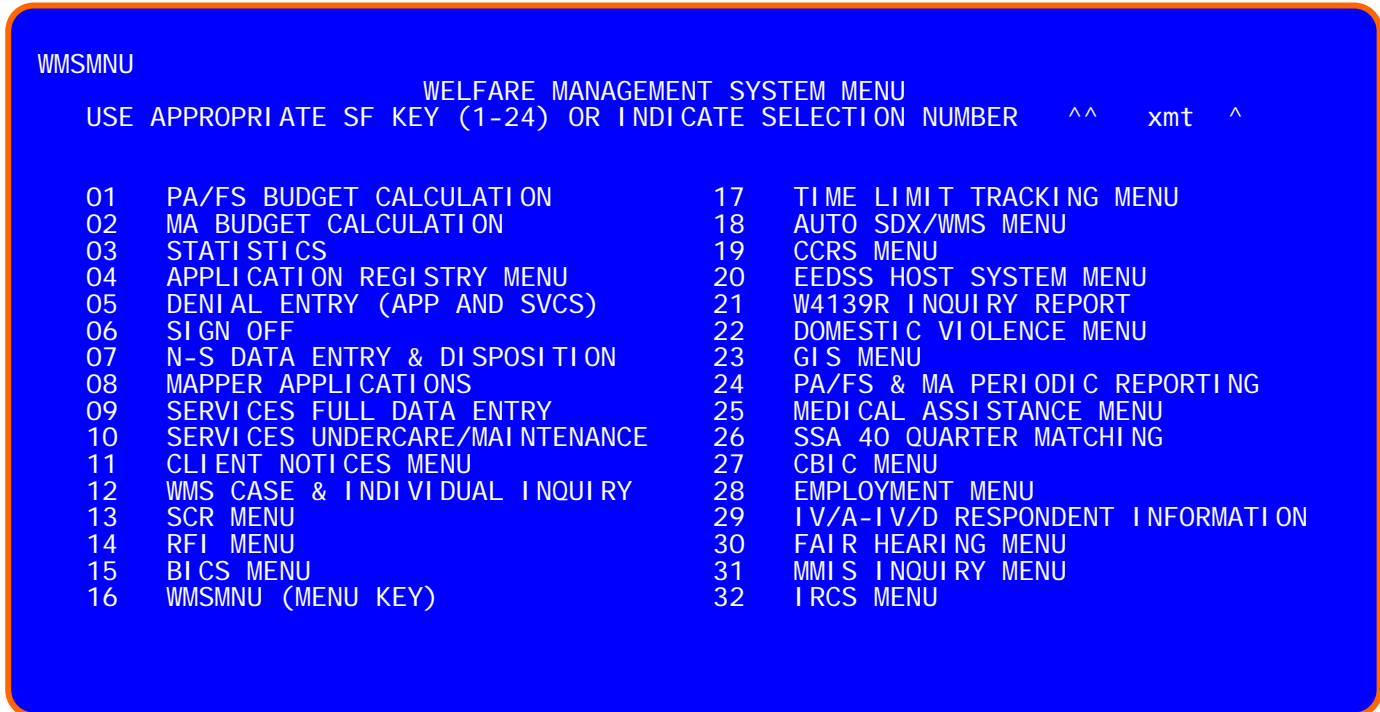 WMSMNU
WELFARE MANAGEMENT SYSTEM MENU
USE APPROPRIATE SF KEY (1-24) OR INDICATE SELECTION NUMBER ^^ xmt ^
01 PA/FS BUDGET CALCULATION 17 TIME LIMIT TRACKING MENU
02 MA BUDGET CALCULATION 18 AUTO SDX/WMS MENU
03 STATISTICS 19 CCRS MENU
04 APPLICATION REGISTRY MENU 20 EEDSS HOST SYSTEM MENU
05 DENIAL ENTRY (APP AND SVCS) 21 W4139R INQUIRY REPORT
06 SIGN OFF 22 DOMESTIC VIOLENCE MENU
07 N-S DATA ENTRY & DISPOSITION 23 GIS MENU
08 MAPPER APPLICATIONS 24 PA/FS & MA PERIODIC REPORTING
09 SERVICES FULL DATA ENTRY 25 MEDICAL ASSISTANCE MENU
10 SERVICES UNDERCARE/MAINTENANCE 26 SSA 40 QUARTER MATCHING
11 CLIENT NOTICES MENU 27 CBIC MENU
12 WMS CASE & INDIVIDUAL INQUIRY 28 EMPLOYMENT MENU
13 SCR MENU 29 IV/A-IV/D RESPONDENT INFORMATION
14 RFI MENU 30 FAIR HEARING MENU
15 BICS MENU 31 MMIS INQUIRY MENU
16 WMSMNU (MENU KEY) 32 IRCS MENU